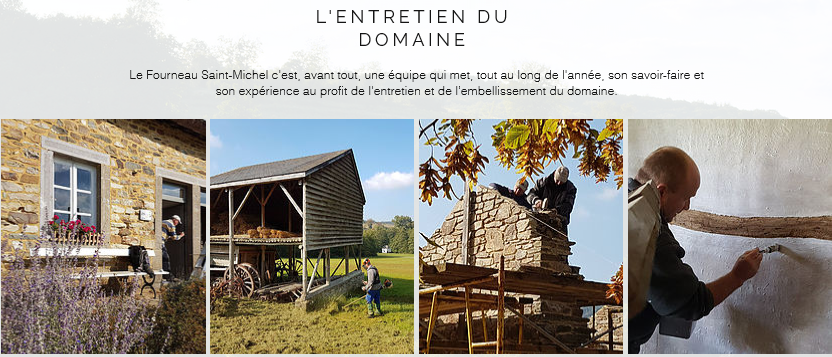 L'ENTRETIEN DU
DOMAINE
Le Fourneau Saint-Michel c'est, avant tout, une équipe qui met, tout au long de l'année, son savoir-faire et
son expérience au profit de l'entretien et de l'embellissement du domaine.